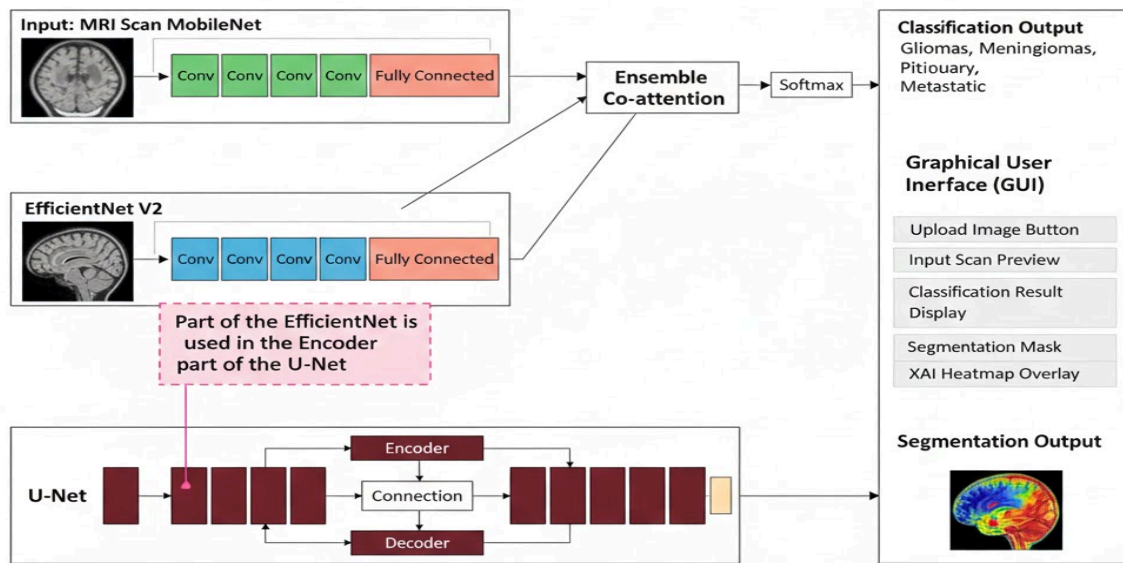 Input: MRI Scan MobileNet
Conv Conv Conv Conv Fully Connected
Ensemble
Co-attention
Softmax
EfficientNet V2
Conv Conv Conv Conv Fully Connected
Part of the EfficientNet is
used in the Encoder
part of the U-Net
U-Net
Encoder
Connection
Decoder
Classification Output
Gliomas, Meningiomas,
Pitiouary,
Metastatic
Graphical User
Inerface (GUI)
Upload Image Button
Input Scan Preview
Classification Result
Display
Segmentation Mask
XAI Heatmap Overlay
Segmentation Output